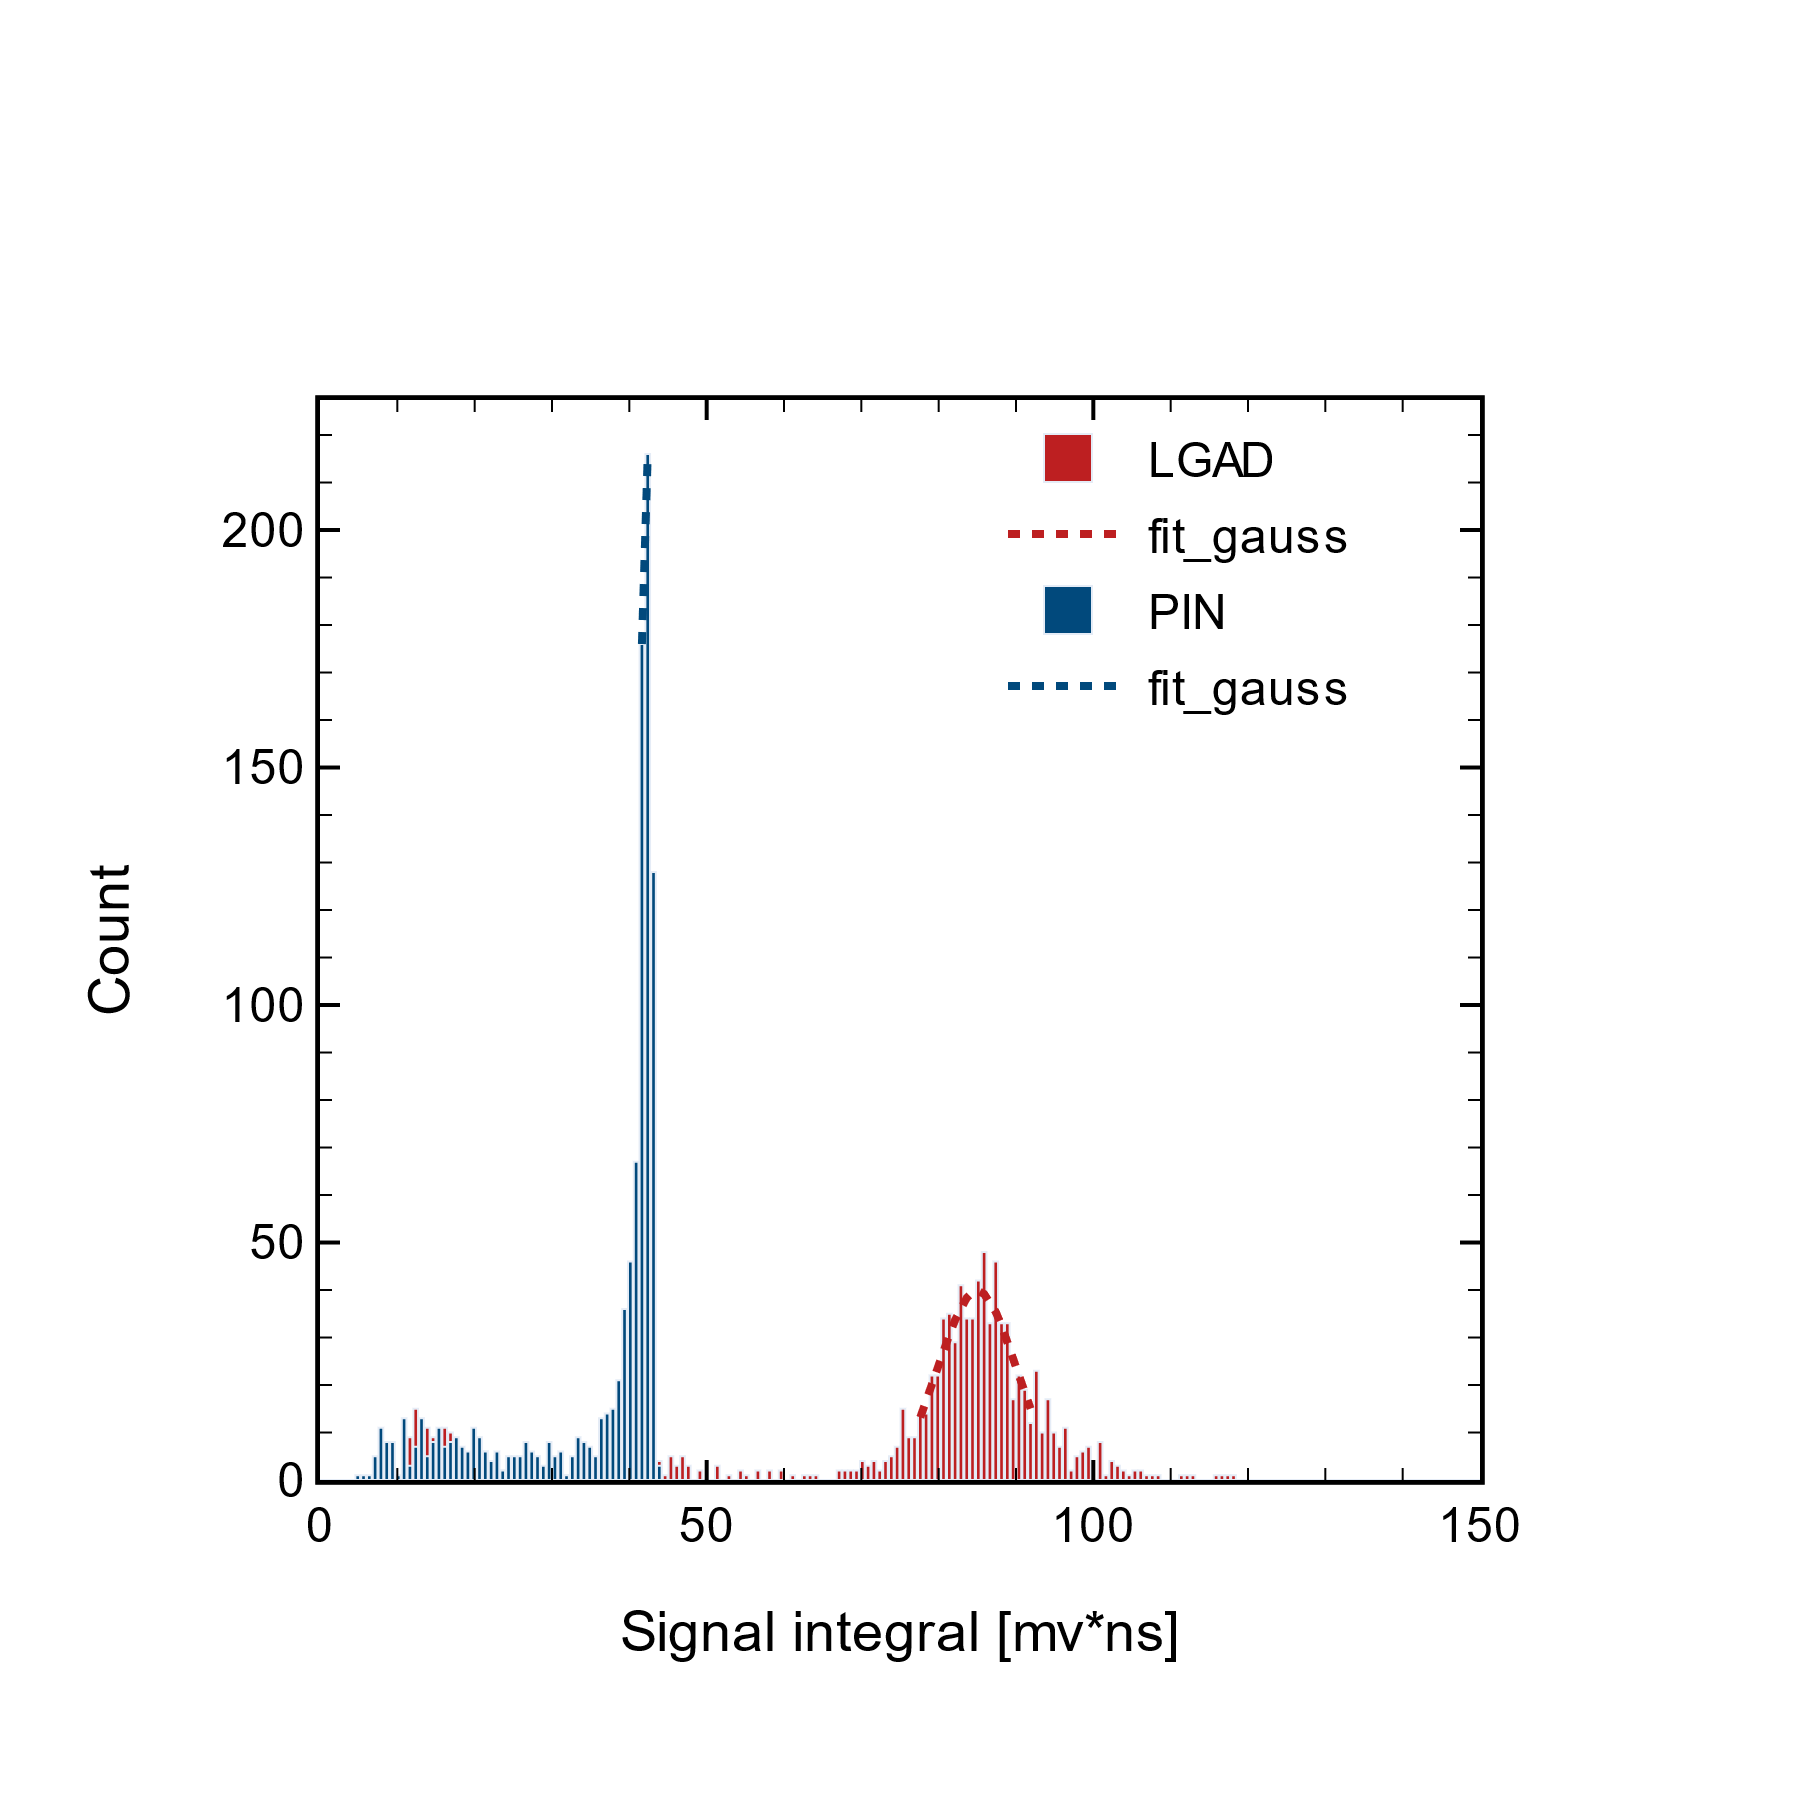 LGAD
fit_gauss
PIN
fit_gauss
200
150
100
50
0
Count
0 50 100 150
Signal integral [mv*ns]